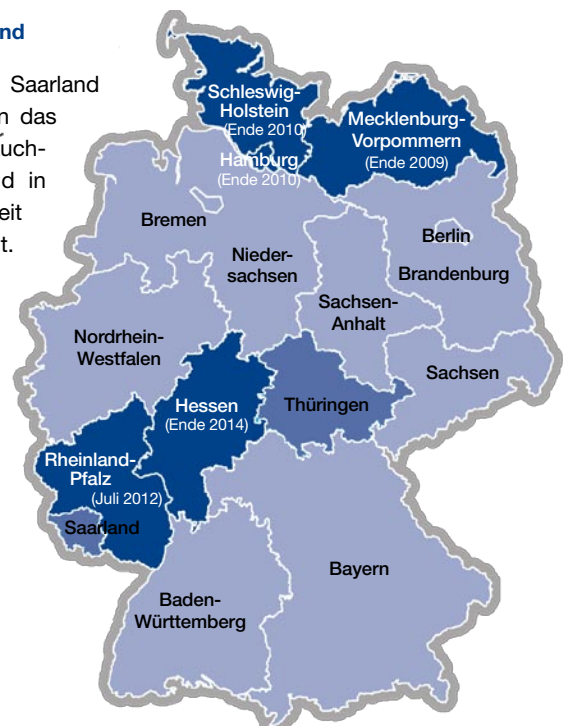 nd
Saarland
n das
uch-
d in
eit
t.
Schleswig-
Holstein
(Ende 2010)
Mecklenburg-
Vorpommern
(Ende 2009)
Hamburg
(Ende 2010)
Bremen
Berlin
Nieder-
sachsen
Brandenburg
Sachsen-
Anhalt
Nordrhein-
Westfalen
Sachsen
Hessen
(Ende 2014)
Thüringen
Rheinland-
Pfalz
(Juli 2012)
Saarland
Bayern
Baden-
Württemberg